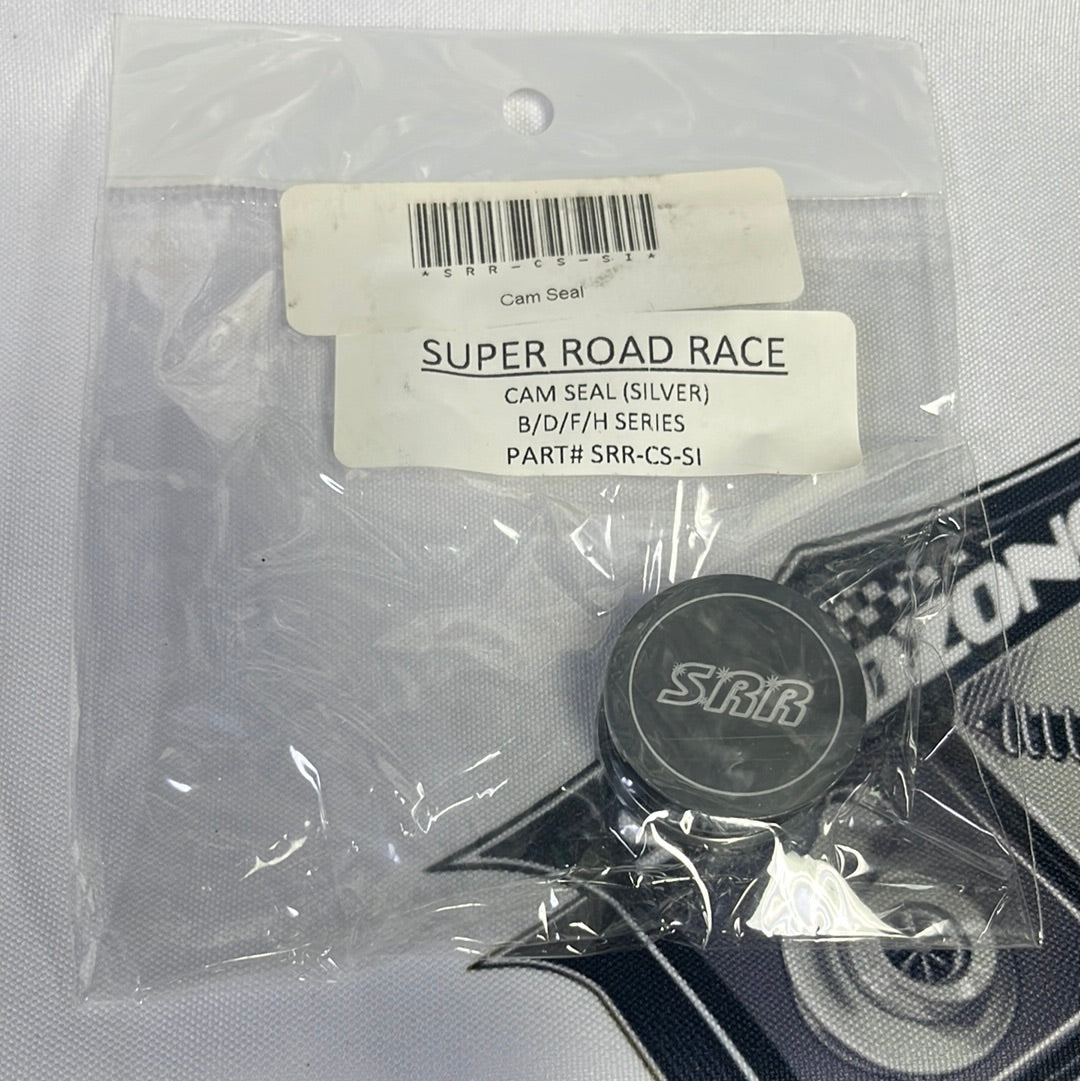 *SRR-CS-SI*
Cam Seal
SUPER ROAD RACE
CAM SEAL (SILVER)
B/D/F/H SERIES
PART# SRR-CS-SI
SRR